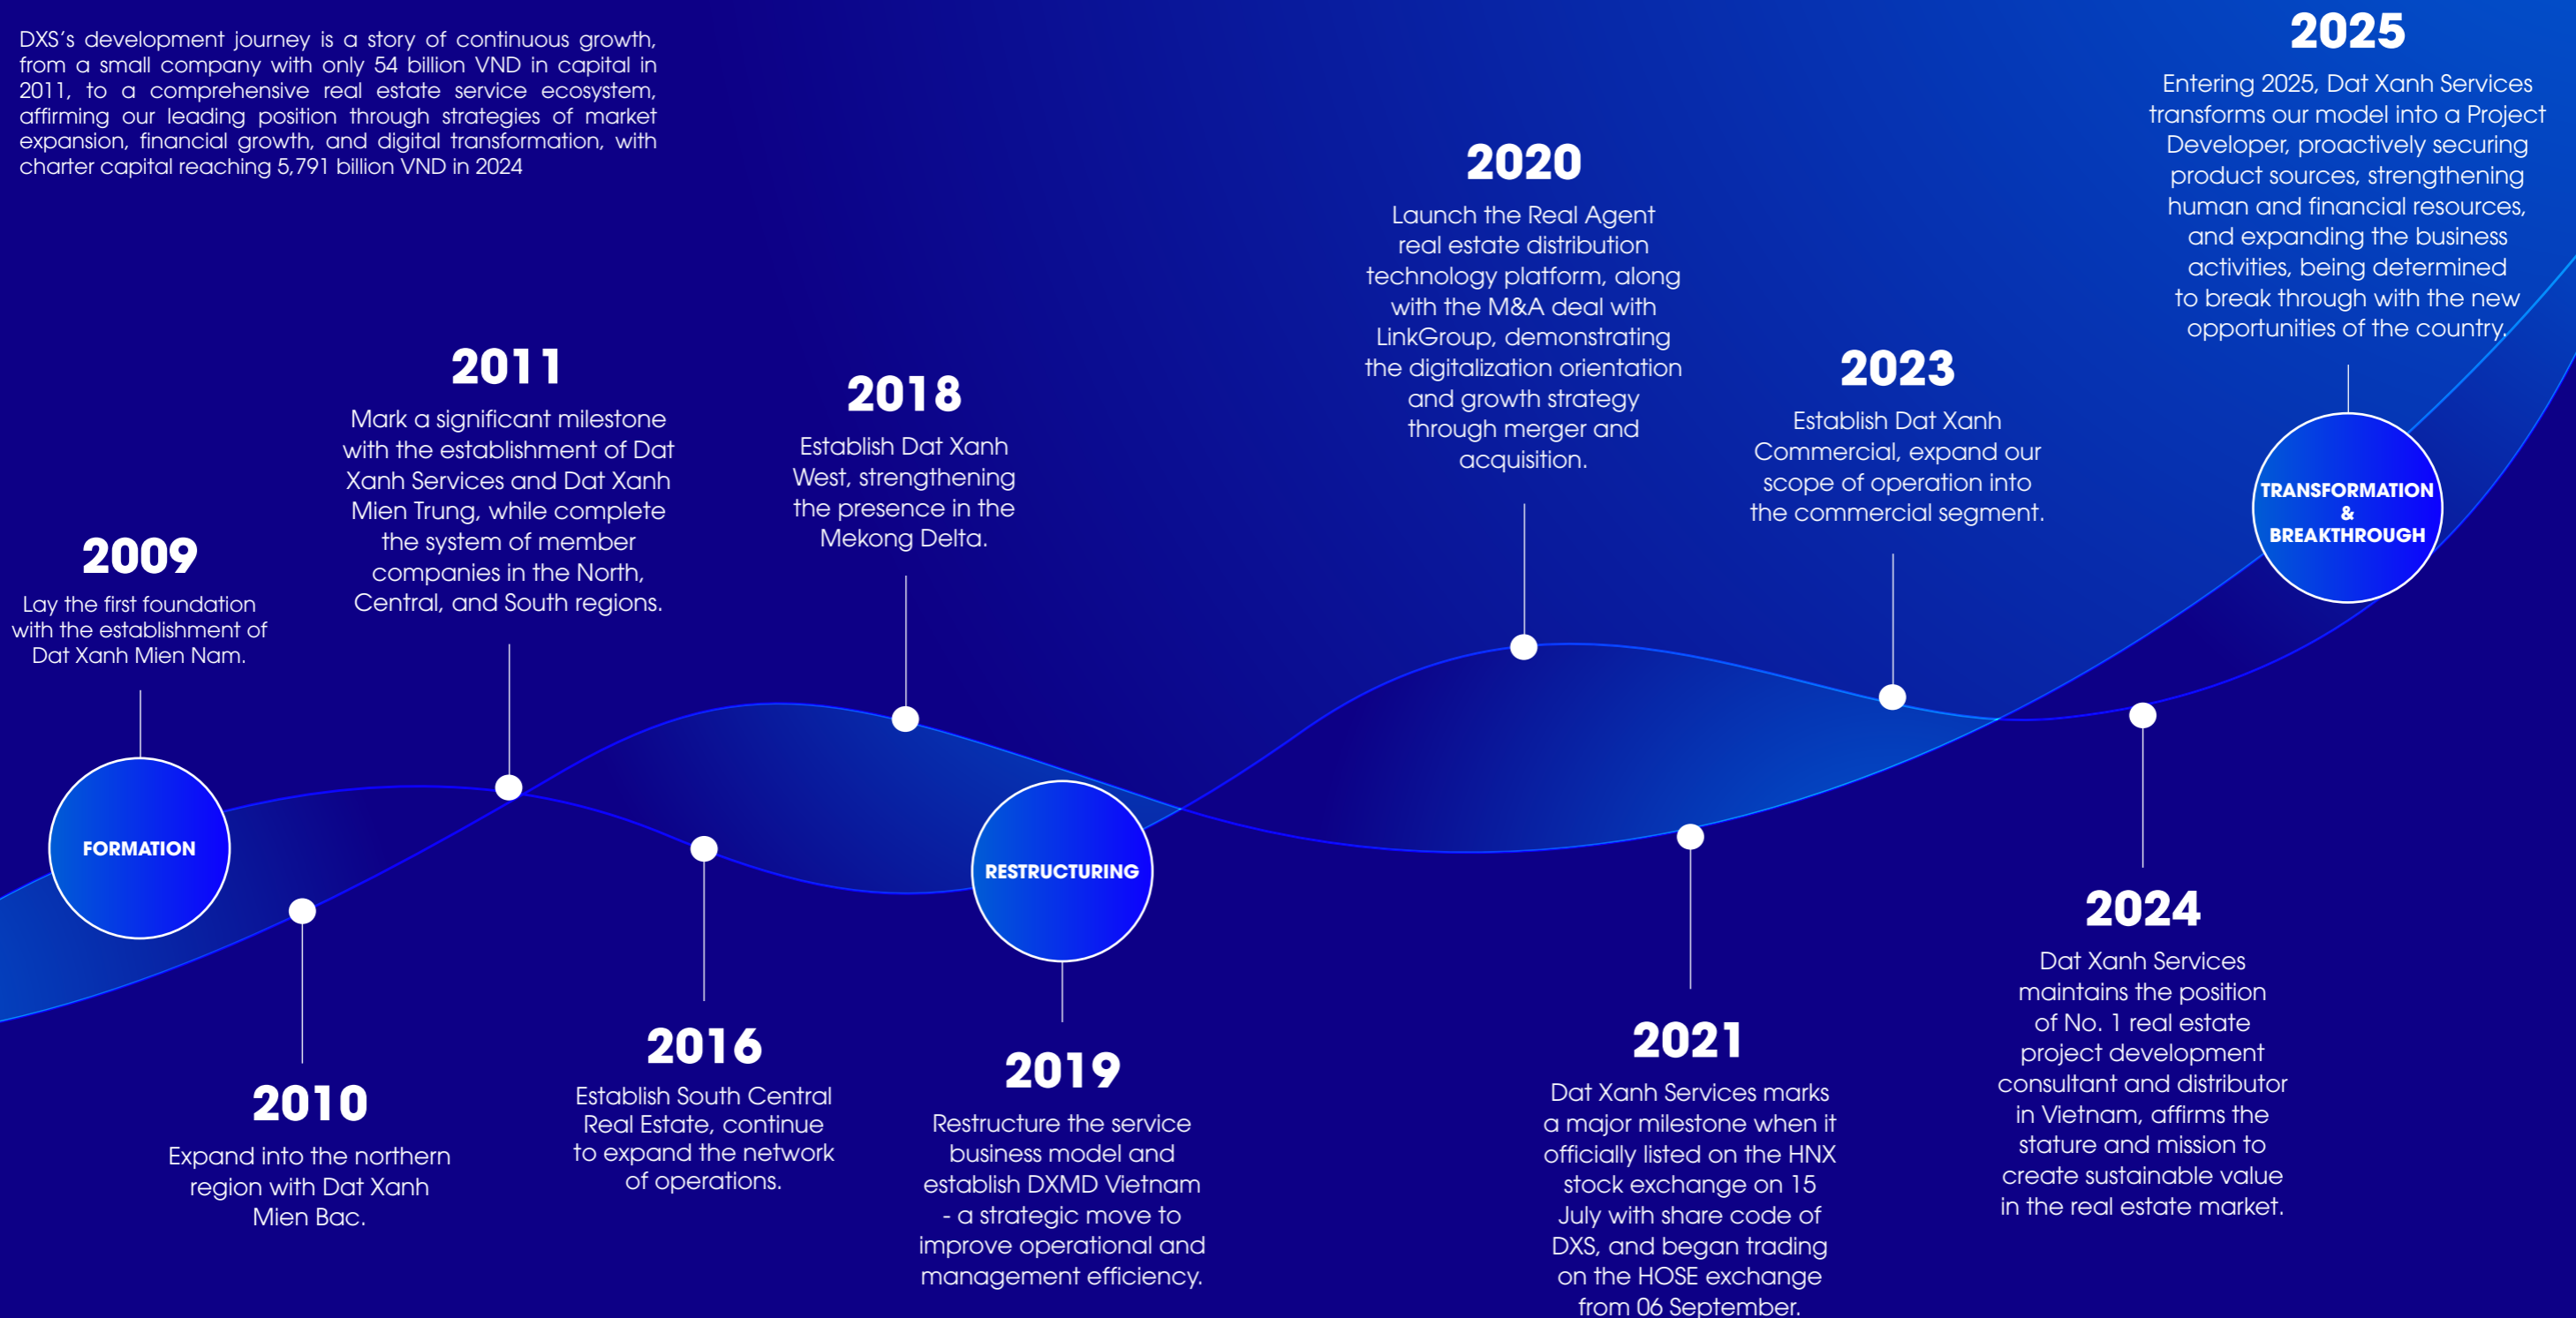 DXS's development journey is a story of continuous growth,
from a small company with only 54 billion VND in capital in
2011, to a comprehensive real estate service ecosystem,
affirming our leading position through strategies of market
expansion, financial growth, and digital transformation, with
charter capital reaching 5,791 billion VND in 2024
2009
Lay the first foundation
with the establishment of
Dat Xanh Mien Nam.
FORMATION
2010
Expand into the northern
region with Dat Xanh
Mien Bac.
2011
Mark a significant milestone
with the establishment of Dat
Xanh Services and Dat Xanh
Mien Trung, while complete
the system of member
companies in the North,
Central, and South regions.
2016
Establish South Central
Real Estate, continue
to expand the network
of operations.
2018
Establish Dat Xanh
West, strengthening
the presence in the
Mekong Delta.
RESTRUCTURING
2019
Restructure the service
business model and
establish DXMD Vietnam
- a strategic move to
improve operational and
management efficiency.
2020
Launch the Real Agent
real estate distribution
technology platform, along
with the M&A deal with
LinkGroup, demonstrating
the digitalization orientation
and growth strategy
through merger and
acquisition.
2021
Dat Xanh Services marks
a major milestone when it
officially listed on the HNX
stock exchange on 15
July with share code of
DXS, and began trading
on the HOSE exchange
from 06 September.
2023
Establish Dat Xanh
Commercial, expand our
scope of operation into
the commercial segment.
2024
Dat Xanh Services
maintains the position
of No. 1 real estate
project development
consultant and distributor
in Vietnam, affirms the
stature and mission to
create sustainable value
in the real estate market.
2025
Entering 2025, Dat Xanh Services
transforms our model into a Project
Developer, proactively securing
product sources, strengthening
human and financial resources,
and expanding the business
activities, being determined
to break through with the new
opportunities of the country.
TRANSFORMATION
&
BREAKTHROUGH